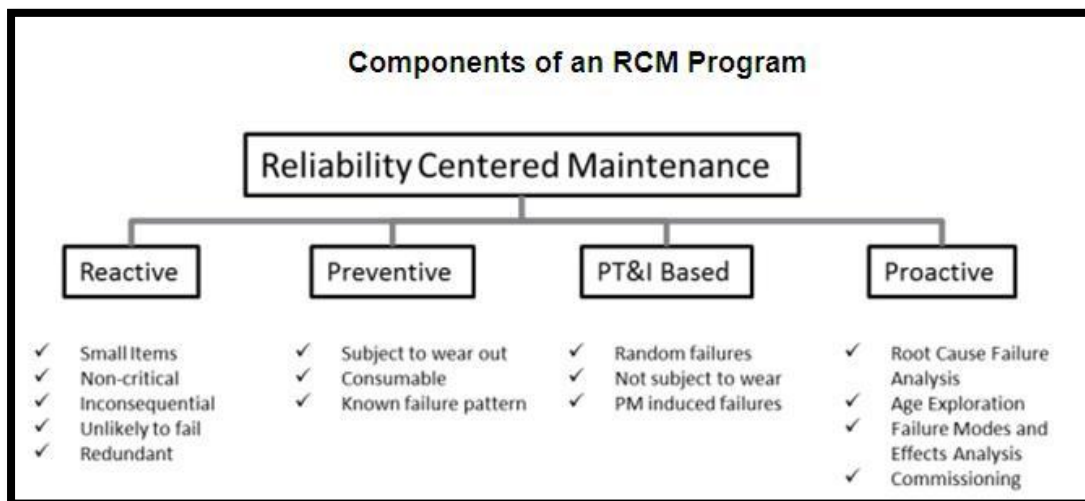 Components of an RCM Program
Reliability Centered Maintenance
Reactive
✓ Small Items
✓ Non-critical
✓ Inconsequential
✓ Unlikely to fail
✓ Redundant
Preventive
✓ Subject to wear out
✓ Consumable
✓ Known failure pattern
PT&I Based
✓ Random failures
✓ Not subject to wear
✓ PM induced failures
Proactive
✓ Root Cause Failure
Analysis
✓ Age Exploration
✓ Failure Modes and
Effects Analysis
✓ Commissioning